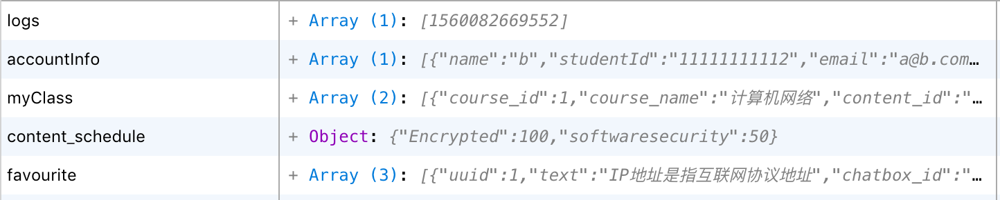 logs + Array (1): [1560082669552]
accountInfo + Array (1): [{"name":"b","studentId":"11111111112","email":"a@b.com…
myClass + Array (2): [{"course_id":1,"course_name":"计算机网络","content_id":"…
content_schedule + Object: {"Encrypted":100,"softwaresecurity":50}
favourite + Array (3): [{"uuid":1,"text":"IP地址是指互联网协议地址","chatbox_id":"…